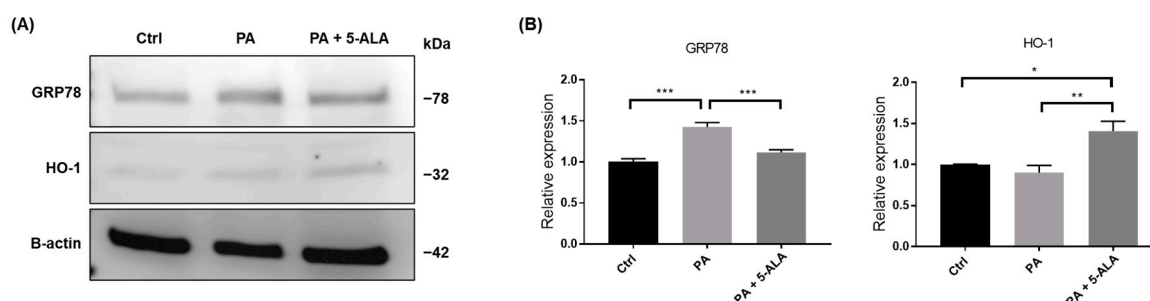 (A)
Ctrl PA PA + 5-ALA kDa
GRP78 −78
HO-1 −32
B-actin −42
(B)
GRP78
Relative expression
2.0
1.5
1.0
0.5
0.0
*** ***
Ctrl
PA
PA + 5-ALA
HO-1
Relative expression
2.0
1.5
1.0
0.5
0.0
*
**
Ctrl
PA
PA + 5-ALA